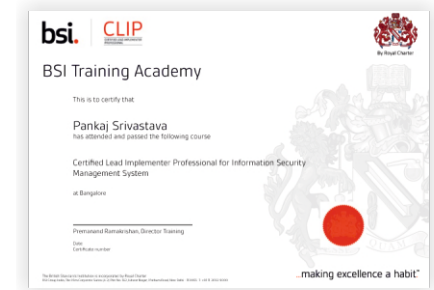 bsi.
CLIP
By Royal Charter
BSI Training Academy
This is to certify that
Pankaj Srivastava
has attended and passed the following course
Certified Lead Implementer Professional for Information Security
Management System
at Bangalore
Premanand Ramakrishan, Director Training
Date
Certificate number
...making excellence a habit."